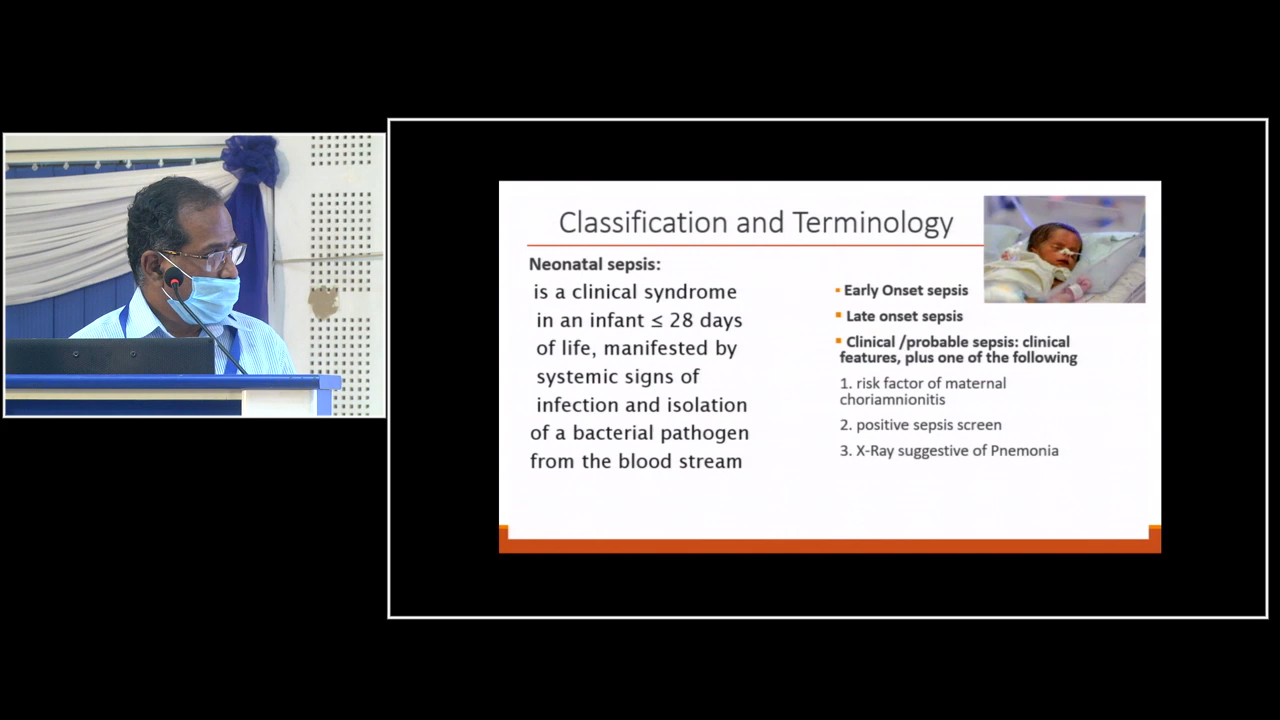 Classification and Terminology
Neonatal sepsis:
is a clinical syndrome
in an infant ≤ 28 days
of life, manifested by
systemic signs of
infection and isolation
of a bacterial pathogen
from the blood stream
▪ Early Onset sepsis
▪ Late onset sepsis
▪ Clinical /probable sepsis: clinical
features, plus one of the following
1. risk factor of maternal
choriamnionitis
2. positive sepsis screen
3. X-Ray suggestive of Pnemonia